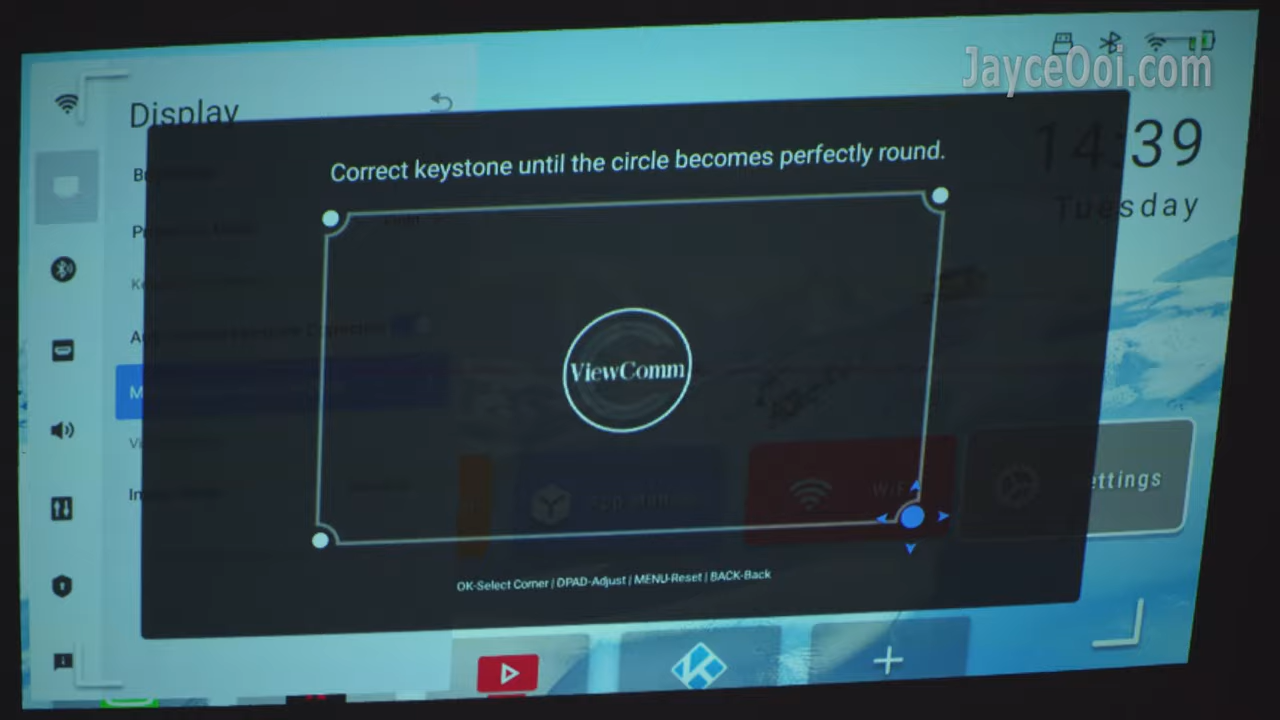 JayceOoi.com
Display
14:39
Tuesday
Correct keystone until the circle becomes perfectly round.
ViewComm
WiFi
ettings
OK-Select Corner | DPAD-Adjust | MENU-Reset | BACK-Back